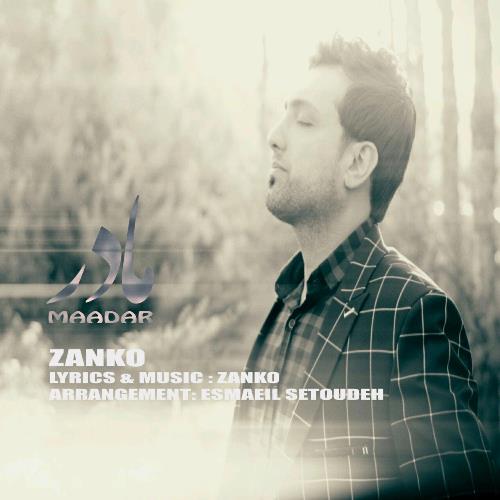 مادر
MAADAR
ZANKO
LYRICS & MUSIC : ZANKO
ARRANGEMENT: ESMAEIL SETOUDEH